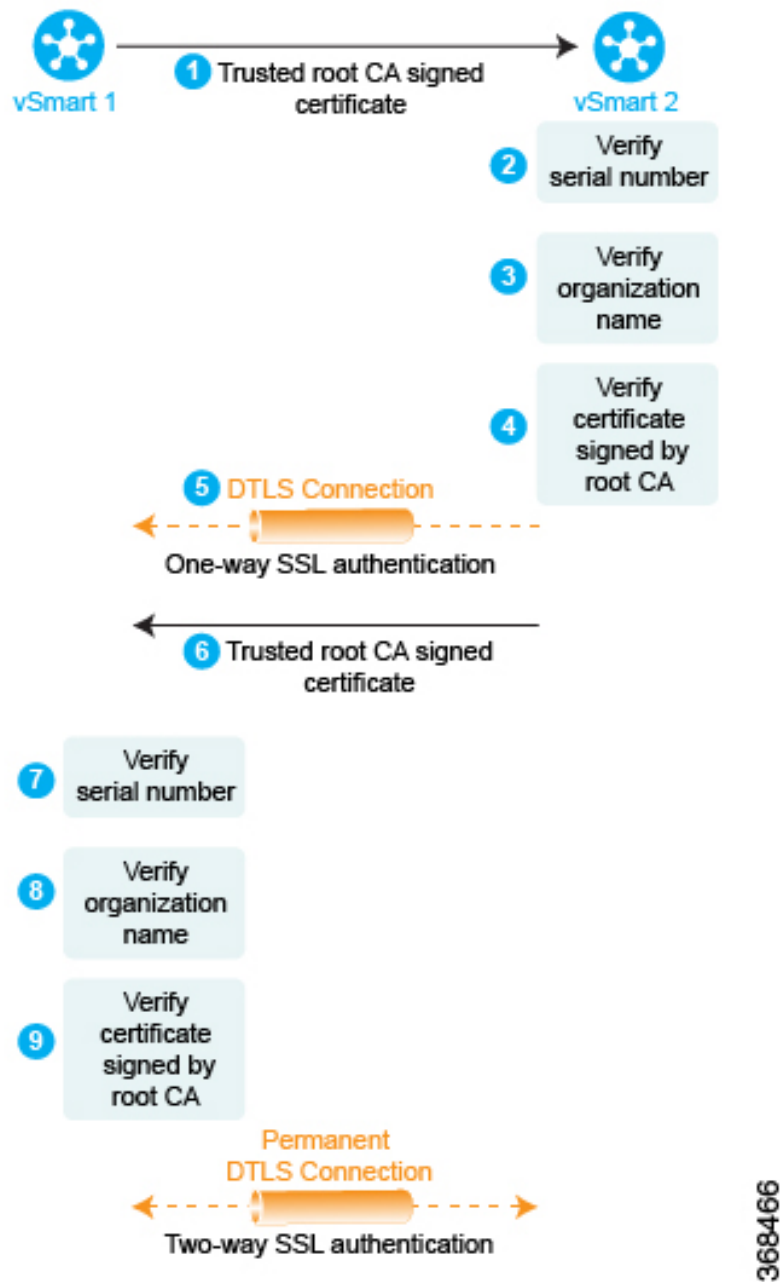 vSmart 1
vSmart 2
1 Trusted root CA signed
certificate
2
Verify
serial number
3
Verify
organization
name
4
Verify
certificate
signed by
root CA
5 DTLS Connection
One-way SSL authentication
6 Trusted root CA signed
certificate
7
Verify
serial number
8
Verify
organization
name
9
Verify
certificate
signed by
root CA
Permanent
DTLS Connection
Two-way SSL authentication
368466